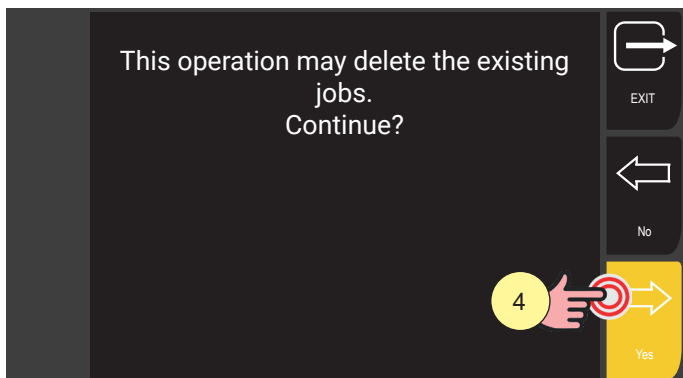 This operation may delete the existing
jobs.
Continue?
EXIT
No
4
Yes